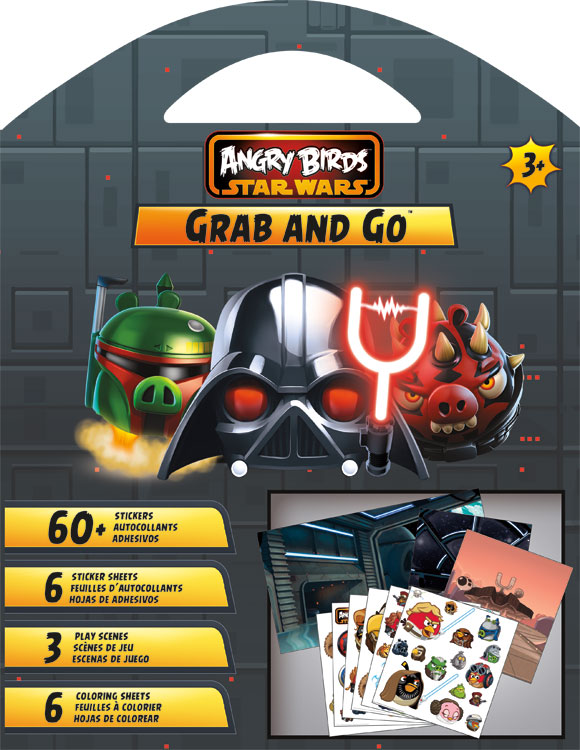 ANGRY BIRDS
STAR WARS
3+
GRAB AND GO™
60+ STICKERS
AUTOCOLLANTS
ADHESIVOS
6 STICKER SHEETS
FEUILLES D'AUTOCOLLANTS
HOJAS DE ADHESIVOS
3 PLAY SCENES
SCÈNES DE JEU
ESCENAS DE JUEGO
6 COLORING SHEETS
FEUILLES À COLORIER
HOJAS DE COLOREAR